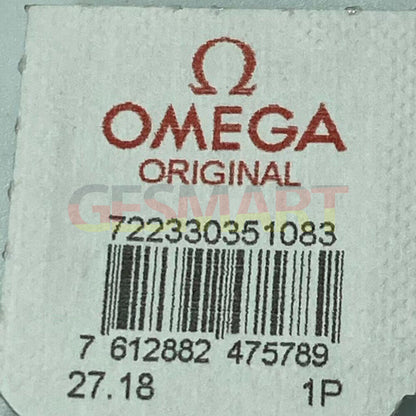 Ω
OMEGA
ORIGINAL
GESMART
722330351083
7 612882 475789
27.18 1P